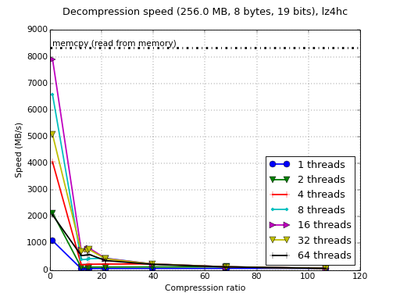 Decompression speed (256.0 MB, 8 bytes, 19 bits), lz4hc
9000
memcpy (read from memory)
8000
7000
6000
5000
4000
3000
2000
1000
0
Speed (MB/s)
1 threads
2 threads
4 threads
8 threads
16 threads
32 threads
64 threads
0 20 40 60 80 100 120
Compresssion ratio